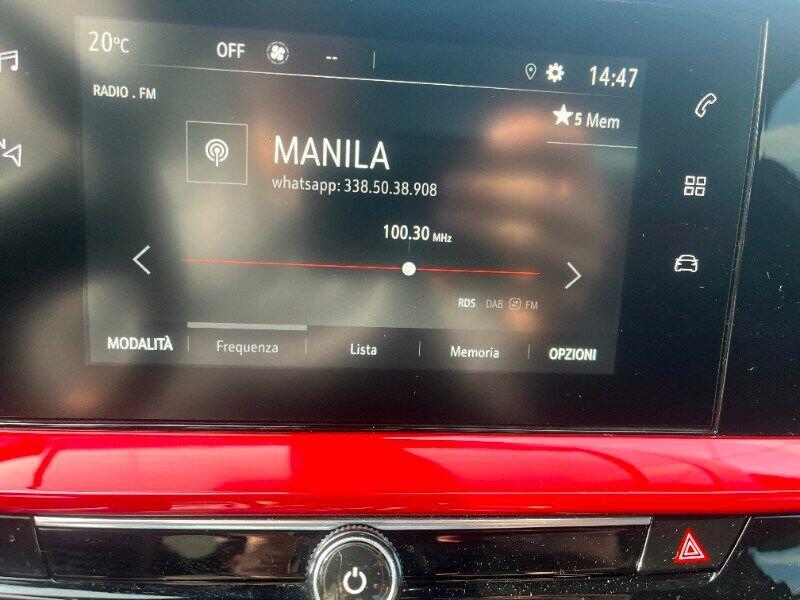 20°C OFF -- 14:47
RADIO . FM
5 Mem
MANILA
whatsapp: 338.50.38.908
100.30 MHz
RDS DAB FM
MODALITÀ Frequenza Lista Memoria OPZIONI
N